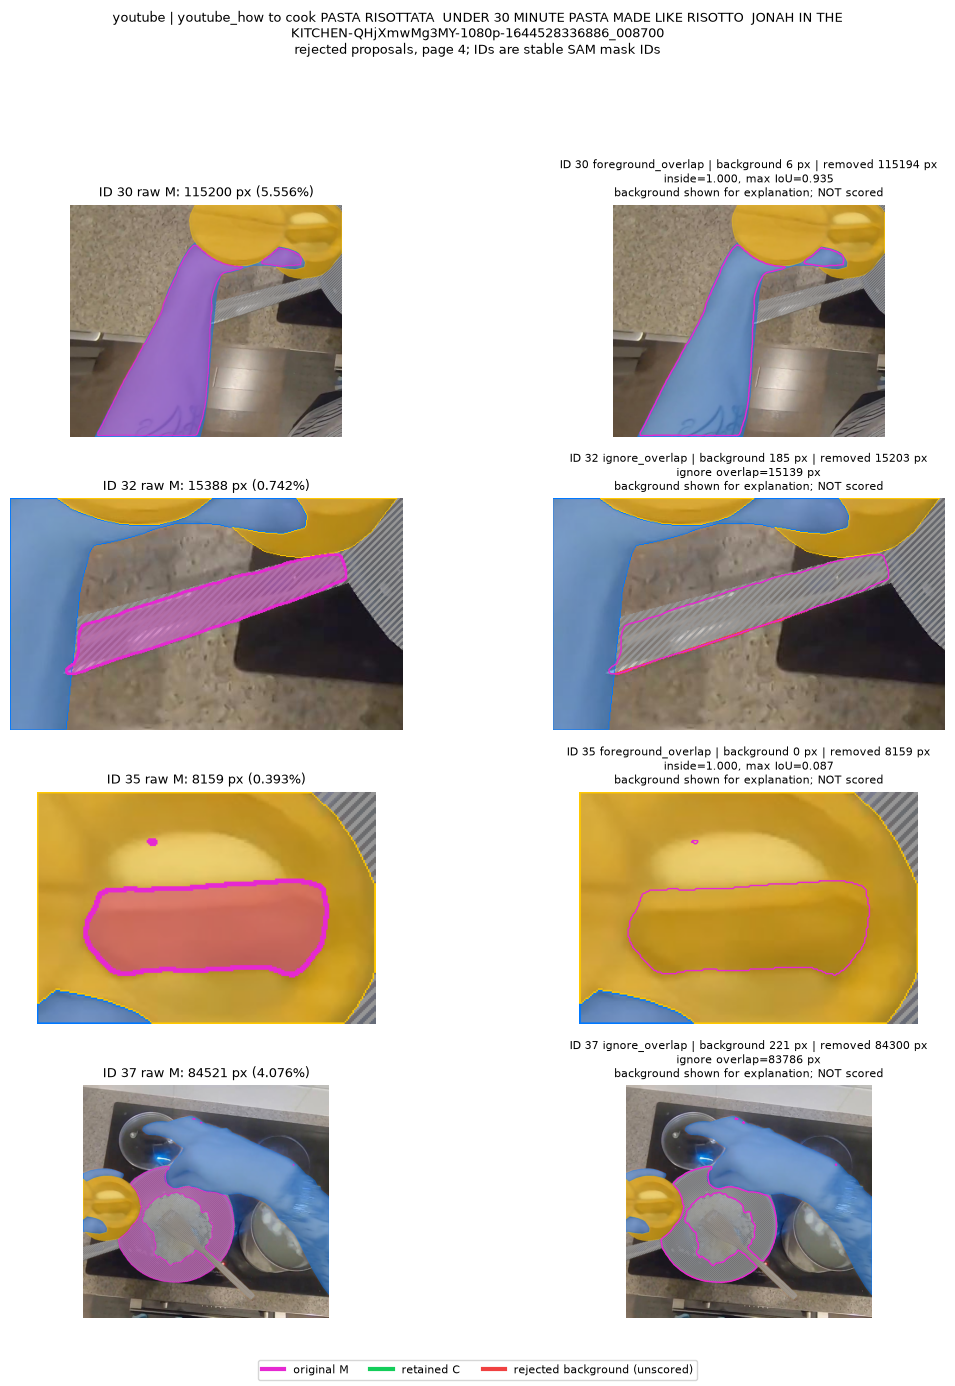 youtube | youtube_how to cook PASTA RISOTTATA  UNDER 30 MINUTE PASTA MADE LIKE RISOTTO  JONAH IN THE
KITCHEN-QHjXmwMg3MY-1080p-1644528336886_008700
rejected proposals, page 4; IDs are stable SAM mask IDs
ID 30 raw M: 115200 px (5.556%)
ID 30 foreground_overlap | background 6 px | removed 115194 px
inside=1.000, max IoU=0.935
background shown for explanation; NOT scored
ID 32 raw M: 15388 px (0.742%)
ID 32 ignore_overlap | background 185 px | removed 15203 px
ignore overlap=15139 px
background shown for explanation; NOT scored
ID 35 raw M: 8159 px (0.393%)
ID 35 foreground_overlap | background 0 px | removed 8159 px
inside=1.000, max IoU=0.087
background shown for explanation; NOT scored
ID 37 raw M: 84521 px (4.076%)
ID 37 ignore_overlap | background 221 px | removed 84300 px
ignore overlap=83786 px
background shown for explanation; NOT scored
original M
retained C
rejected background (unscored)